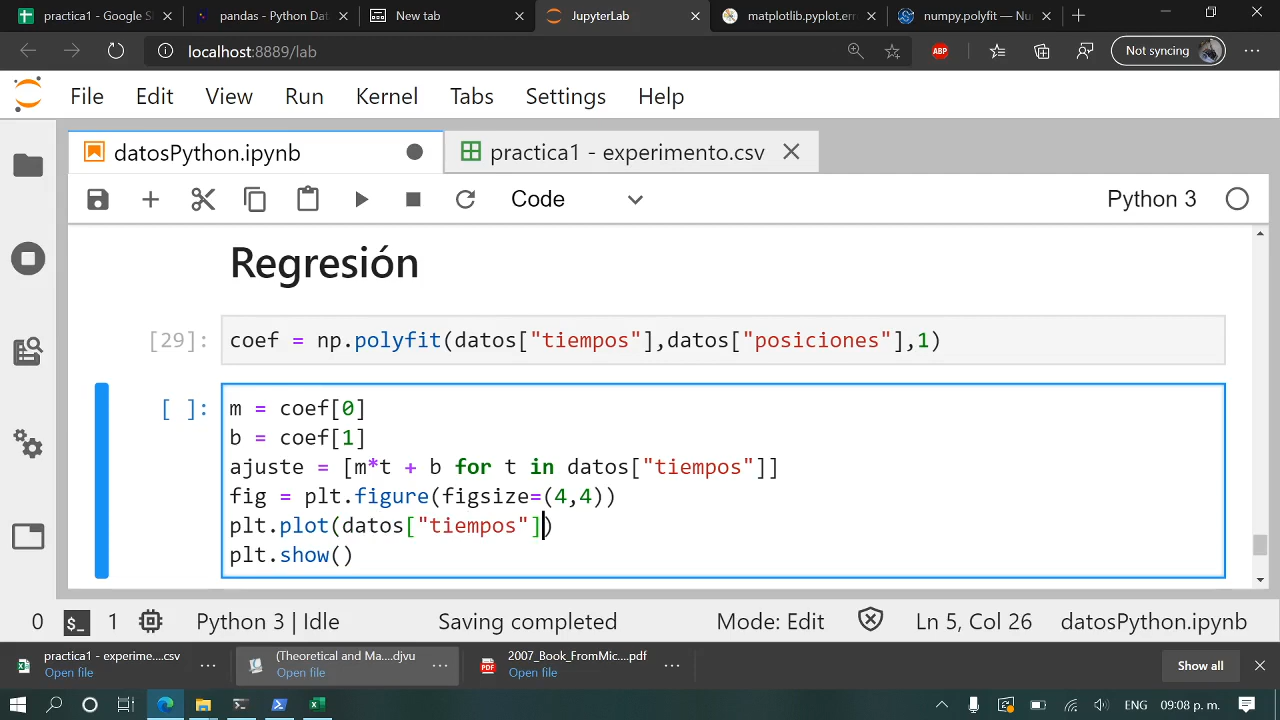 practica1 - Google S
pandas - Python Dat
New tab
JupyterLab
matplotlib.pyplot.err
numpy.polyfit — Nu
localhost:8889/lab
ABP
Not syncing
File Edit View Run Kernel Tabs Settings Help
datosPython.ipynb
practica1 - experimento.csv
Code
Python 3
Regresión
[29]: coef = np.polyfit(datos["tiempos"],datos["posiciones"],1)
[ ]: m = coef[0]
b = coef[1]
ajuste = [m*t + b for t in datos["tiempos"]]
fig = plt.figure(figsize=(4,4))
plt.plot(datos["tiempos"])
plt.show()
0 $_ 1 Python 3 | Idle Saving completed Mode: Edit Ln 5, Col 26 datosPython.ipynb
practica1 - experime....csv
Open file
(Theoretical and Ma....djvu
Open file
PDF
2007_Book_FromMic....pdf
Open file
Show all
ENG 09:08 p. m.